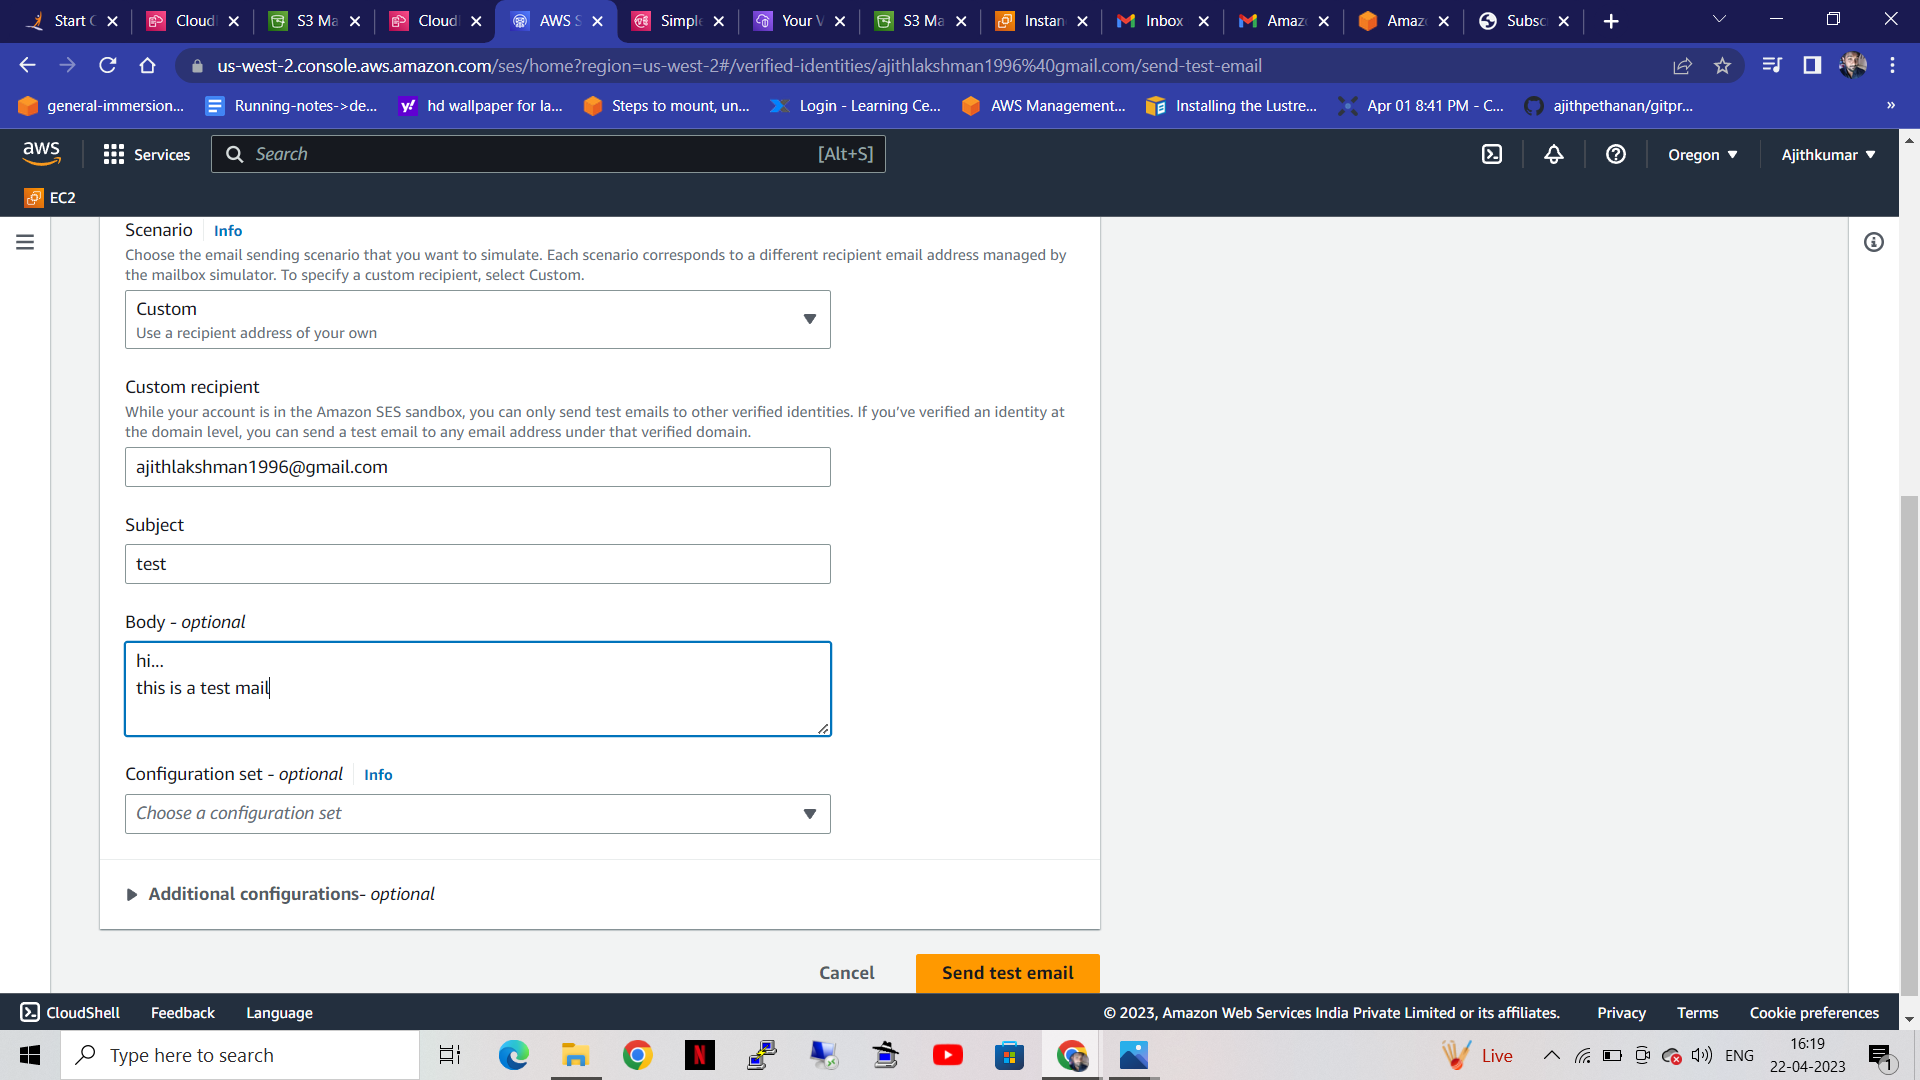 Start C
CloudF
S3 Ma
CloudF
AWS S
Simple
Your V
S3 Ma
Instan
Inbox
Amaz
Amaz
Subsc
us-west-2.console.aws.amazon.com/ses/home?region=us-west-2#/verified-identities/ajithlakshman1996%40gmail.com/send-test-email
general-immersion...
Running-notes->de...
hd wallpaper for la...
Steps to mount, un...
Login - Learning Ce...
AWS Management...
Installing the Lustre...
Apr 01 8:41 PM - C...
ajithpethanan/gitpr...
aws
Services
Search [Alt+S]
Oregon
Ajithkumar
EC2
Scenario Info
Choose the email sending scenario that you want to simulate. Each scenario corresponds to a different recipient email address managed by
the mailbox simulator. To specify a custom recipient, select Custom.
Custom
Use a recipient address of your own
Custom recipient
While your account is in the Amazon SES sandbox, you can only send test emails to other verified identities. If you've verified an identity at
the domain level, you can send a test email to any email address under that verified domain.
ajithlakshman1996@gmail.com
Subject
test
Body - optional
hi...
this is a test mail
Configuration set - optional Info
Choose a configuration set
Additional configurations- optional
Cancel
Send test email
CloudShell
Feedback
Language
© 2023, Amazon Web Services India Private Limited or its affiliates.
Privacy
Terms
Cookie preferences
Type here to search
Live
ENG
16:19
22-04-2023
1